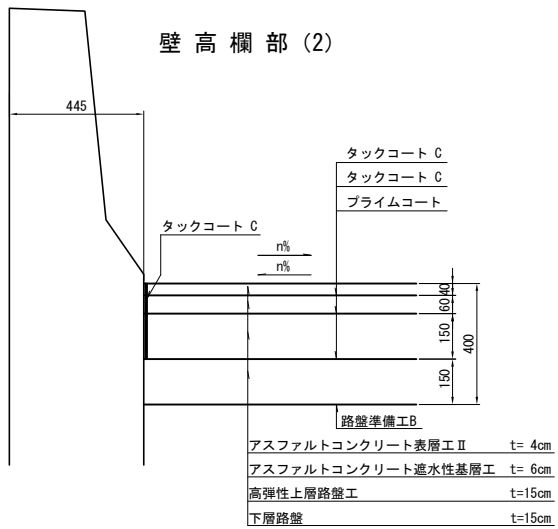 壁高欄部(2)
445
タックコート C
タックコート C
プライムコート
タックコート C
n%
n%
40
60
150
150
400
路盤準備工B
アスファルトコンクリート表層工Ⅱ t= 4cm
アスファルトコンクリート遮水性基層工 t= 6cm
高弾性上層路盤工 t=15cm
下層路盤 t=15cm